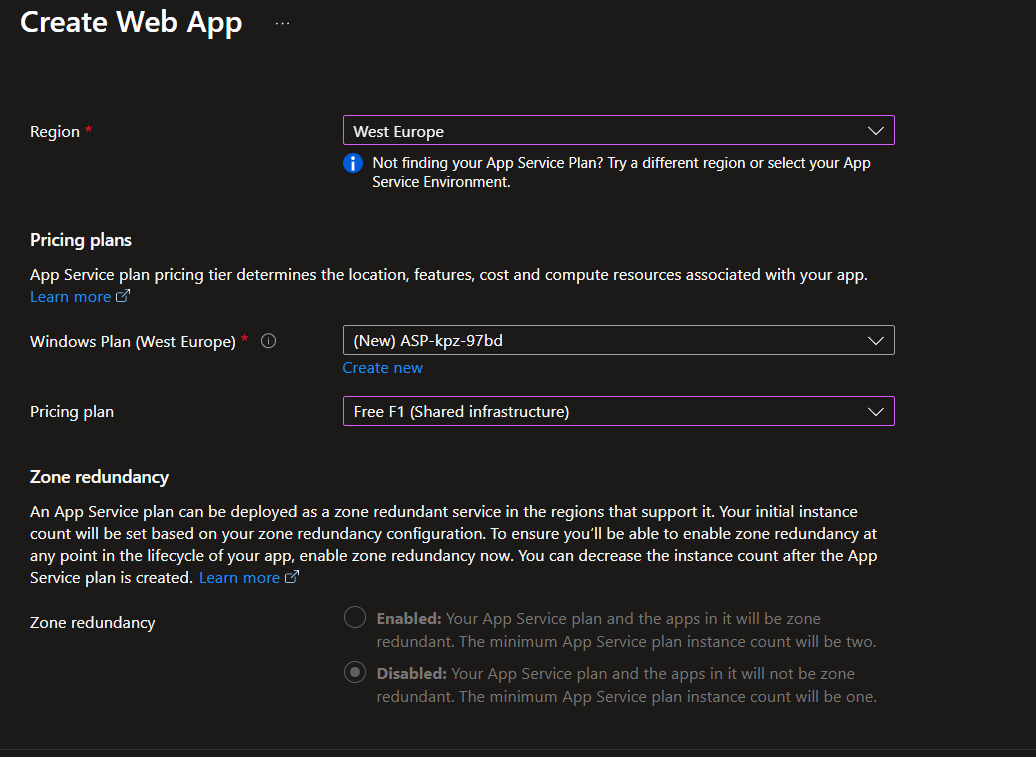 Create Web App ...
Region *
West Europe
Not finding your App Service Plan? Try a different region or select your App
Service Environment.
Pricing plans
App Service plan pricing tier determines the location, features, cost and compute resources associated with your app.
Learn more
Windows Plan (West Europe) *
(New) ASP-kpz-97bd
Create new
Pricing plan
Free F1 (Shared infrastructure)
Zone redundancy
An App Service plan can be deployed as a zone redundant service in the regions that support it. Your initial instance
count will be set based on your zone redundancy configuration. To ensure you'll be able to enable zone redundancy at
any point in the lifecycle of your app, enable zone redundancy now. You can decrease the instance count after the App
Service plan is created. Learn more
Zone redundancy
Enabled: Your App Service plan and the apps in it will be zone
redundant. The minimum App Service plan instance count will be two.
Disabled: Your App Service plan and the apps in it will not be zone
redundant. The minimum App Service plan instance count will be one.